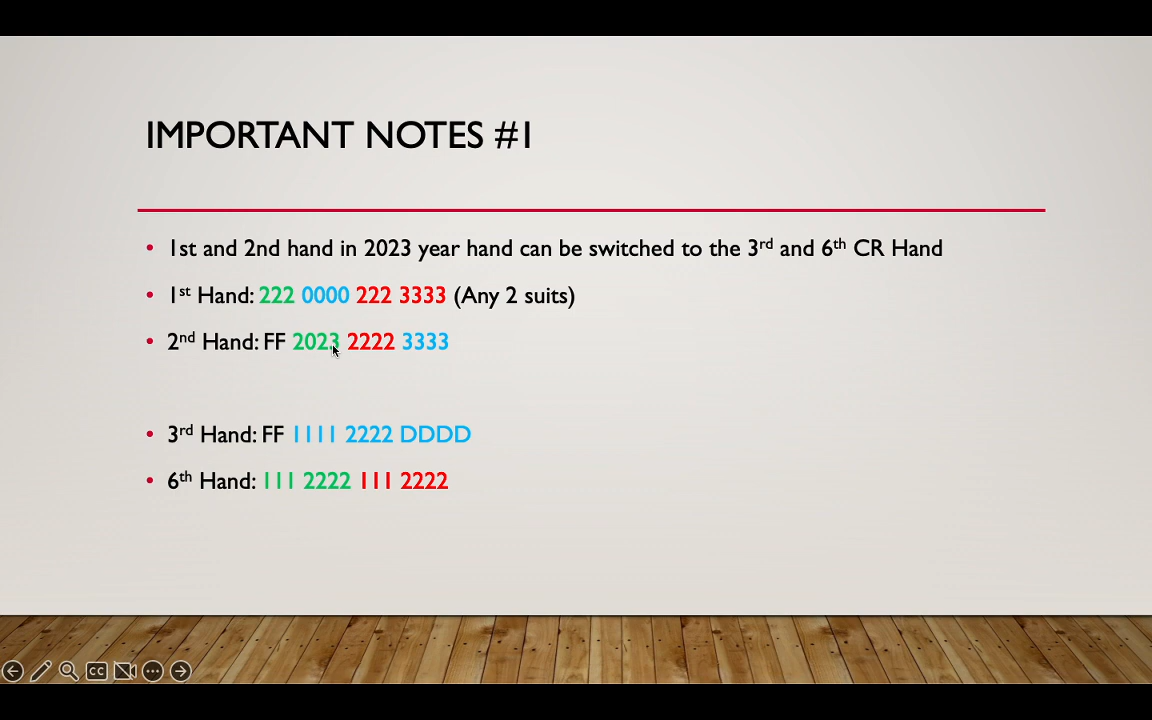 IMPORTANT NOTES #1
• 1st and 2nd hand in 2023 year hand can be switched to the 3rd and 6th CR Hand
• 1st Hand: 222 0000 222 3333 (Any 2 suits)
• 2nd Hand: FF 2023 2222 3333
• 3rd Hand: FF 1111 2222 DDDD
• 6th Hand: 111 2222 111 2222
CC